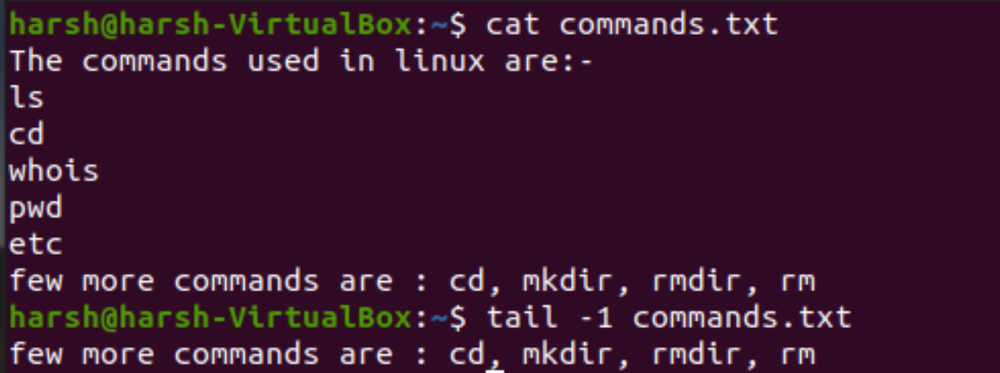 harsh@harsh-VirtualBox:~$ cat commands.txt
The commands used in linux are:-
ls
cd
whois
pwd
etc
few more commands are : cd, mkdir, rmdir, rm
harsh@harsh-VirtualBox:~$ tail -1 commands.txt
few more commands are : cd, mkdir, rmdir, rm